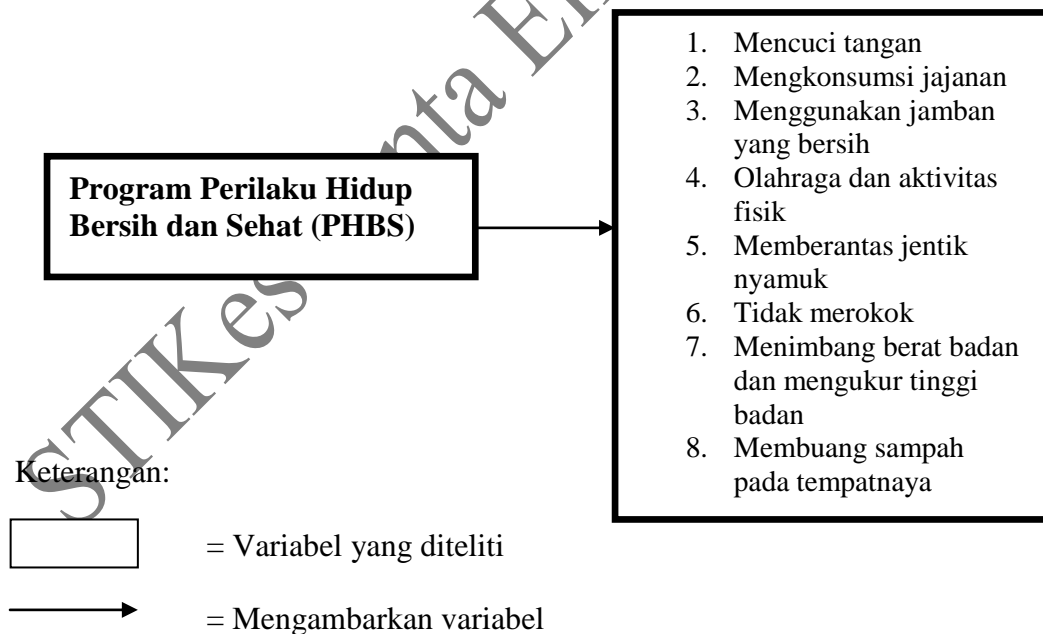 Program Perilaku Hidup
Bersih dan Sehat (PHBS)
1. Mencuci tangan
2. Mengkonsumsi jajanan
3. Menggunakan jamban
yang bersih
4. Olahraga dan aktivitas
fisik
5. Memberantas jentik
nyamuk
6. Tidak merokok
7. Menimbang berat badan
dan mengukur tinggi
badan
8. Membuang sampah
pada tempatnaya
Keterangan:
= Variabel yang diteliti
= Mengambarkan variabel
STIKes